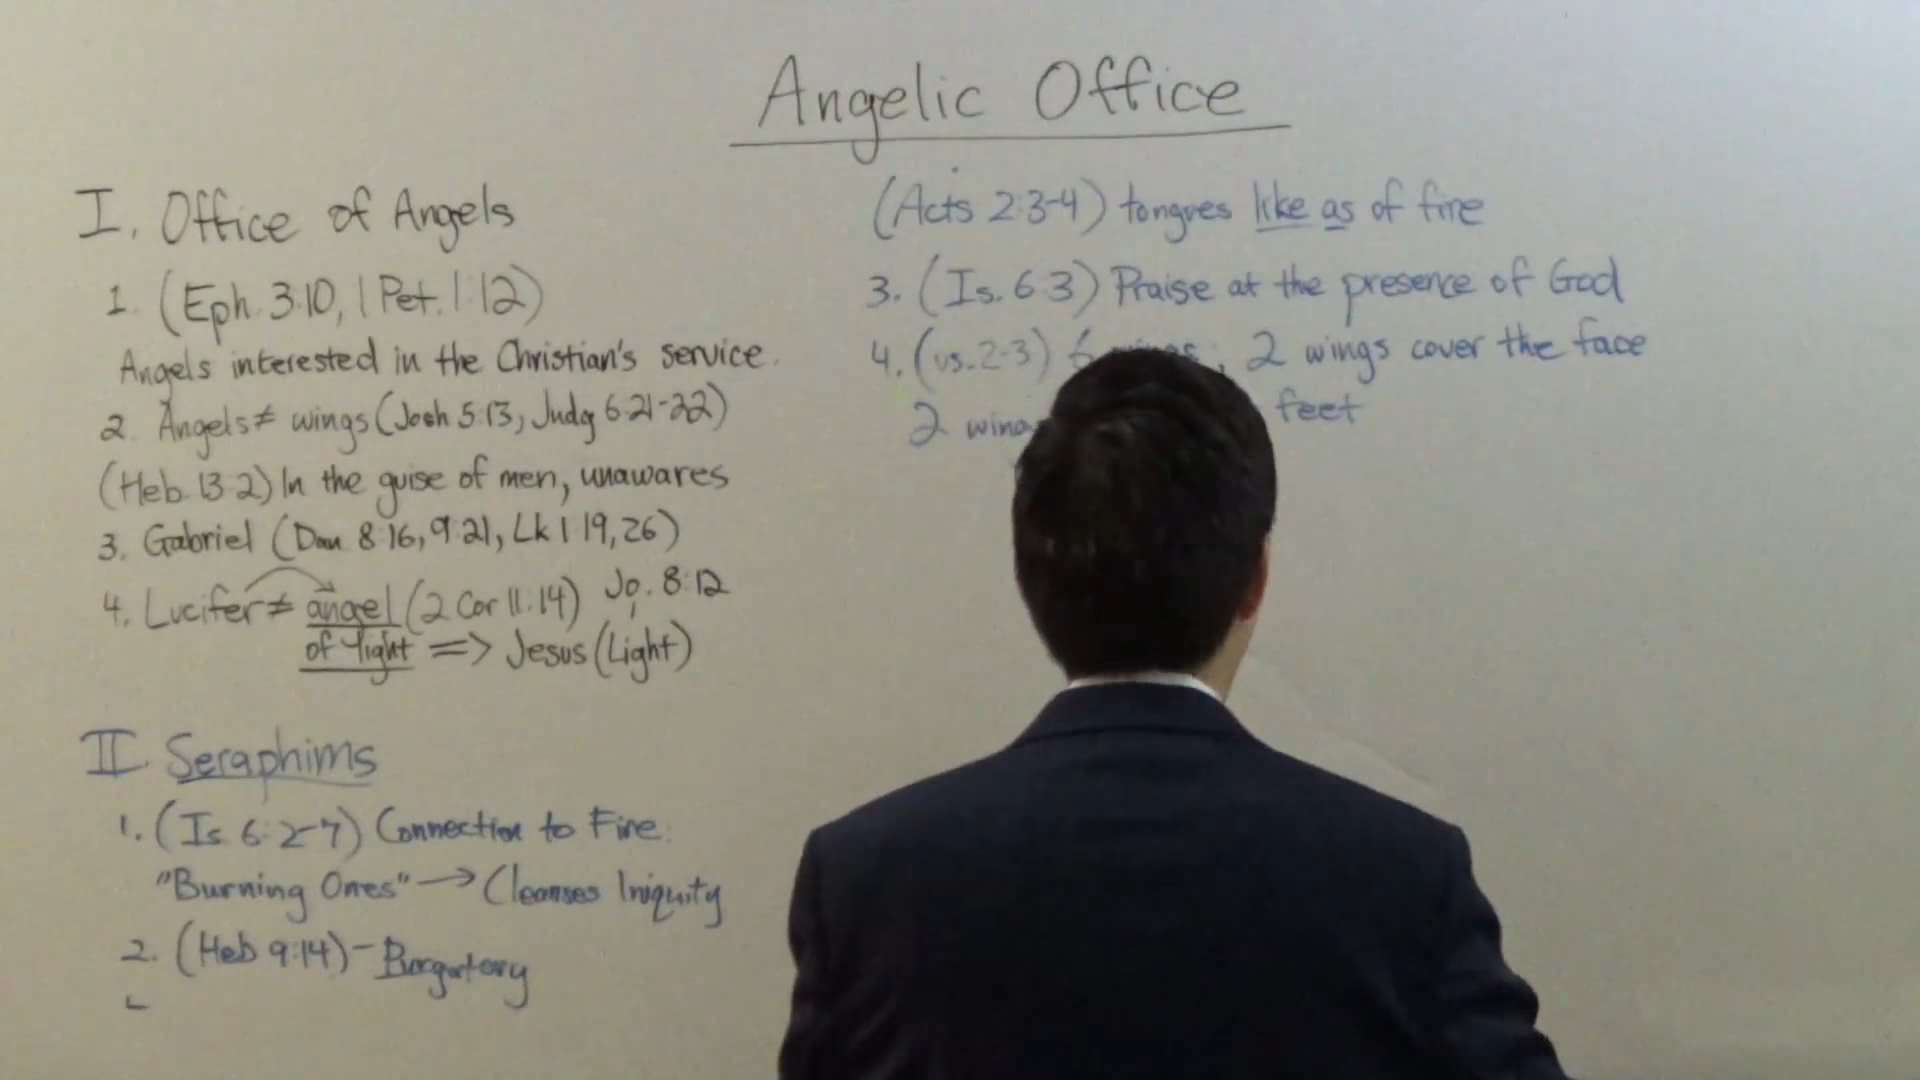 Angelic Office
I. Office of Angels
1. (Eph. 3:10, 1 Pet. 1:12)
Angels interested in the Christian's service.
2. Angels ≠ wings (Josh 5:13, Judg 6:21-22)
(Heb. 13:2) In the guise of men, unawares
3. Gabriel (Dan 8:16, 9:21, Lk 1:19, 26)
4. Lucifer ≠ angel (2 Cor 11:14) Jo. 8:12
of light => Jesus (Light)
II. Seraphims
1. (Is 6:2-7) Connection to Fire:
"Burning Ones" → Cleanses Iniquity
2. (Heb 9:14) - Purgatory
(Acts 2:3-4) tongues like as of fire
3. (Is. 6:3) Praise at the presence of God
4. (vs. 2-3) 6 wings; 2 wings cover the face
2 feet